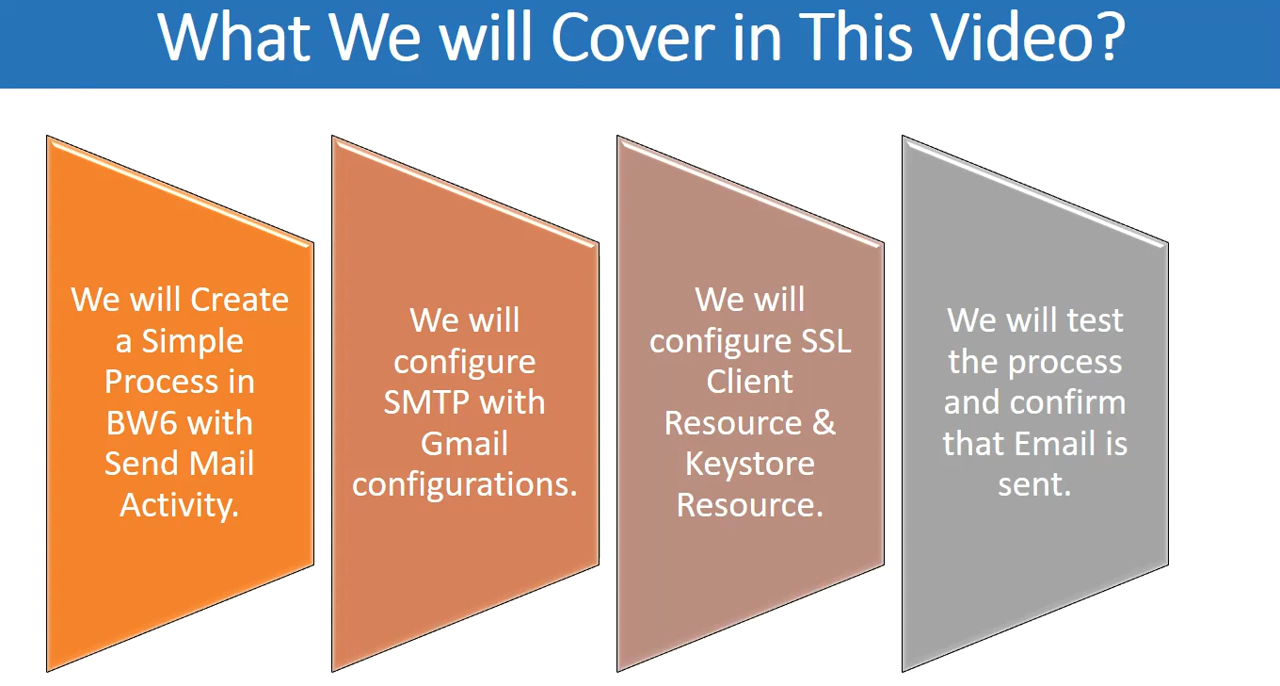 What We will Cover in This Video?
We will Create
a Simple
Process in
BW6 with
Send Mail
Activity.
We will
configure
SMTP with
Gmail
configurations.
We will
configure SSL
Client
Resource &
Keystore
Resource.
We will test
the process
and confirm
that Email is
sent.